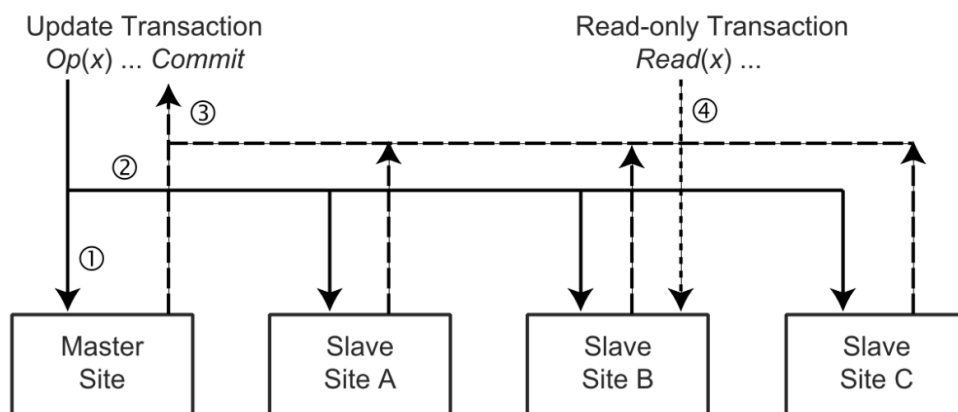 Update Transaction
Op(x) ... Commit
Read-only Transaction
Read(x) ...
③
④
②
①
Master
Site
Slave
Site A
Slave
Site B
Slave
Site C